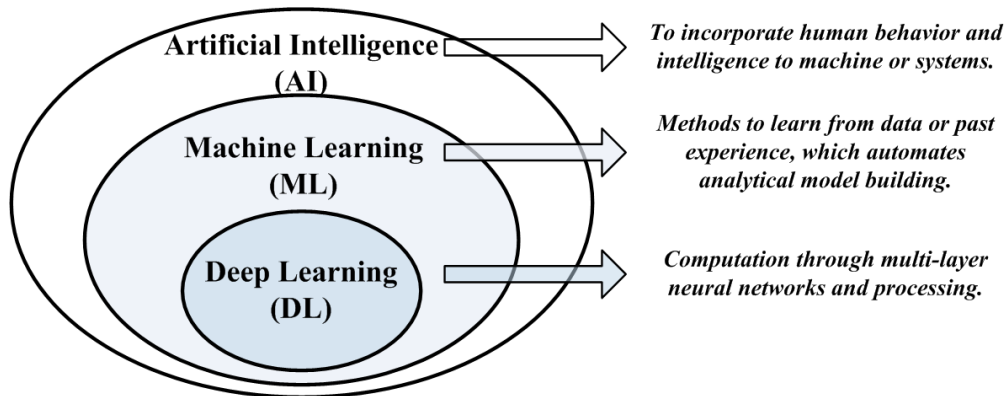 Artificial Intelligence
(AI)
To incorporate human behavior and
intelligence to machine or systems.
Machine Learning
(ML)
Methods to learn from data or past
experience, which automates
analytical model building.
Deep Learning
(DL)
Computation through multi-layer
neural networks and processing.